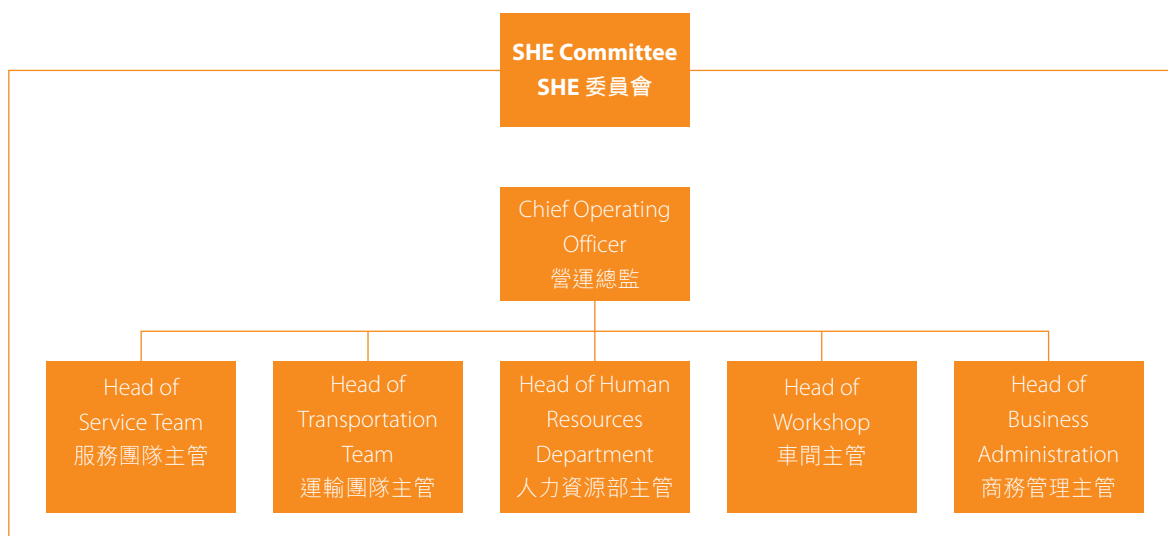 SHE Committee
SHE 委員會
Chief Operating
Officer
營運總監
Head of
Service Team
服務團隊主管
Head of
Transportation
Team
運輸團隊主管
Head of Human
Resources
Department
人力資源部主管
Head of
Workshop
車間主管
Head of
Business
Administration
商務管理主管